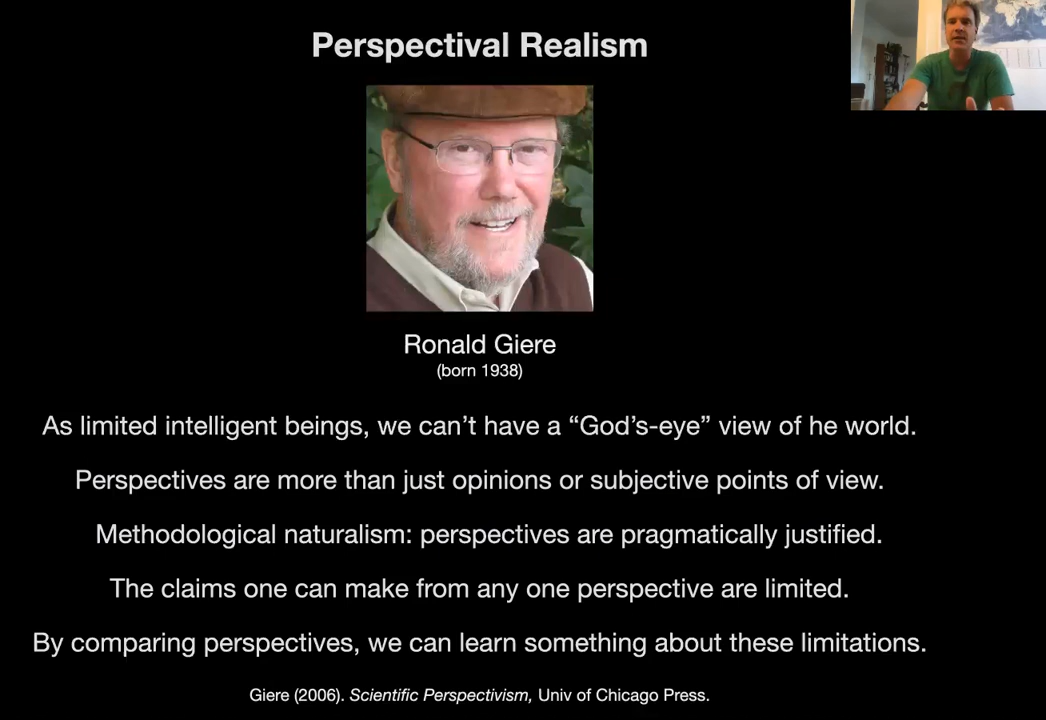 Perspectival Realism
Ronald Giere
(born 1938)
As limited intelligent beings, we can’t have a “God’s-eye” view of he world.
Perspectives are more than just opinions or subjective points of view.
Methodological naturalism: perspectives are pragmatically justified.
The claims one can make from any one perspective are limited.
By comparing perspectives, we can learn something about these limitations.
Giere (2006). Scientific Perspectivism, Univ of Chicago Press.